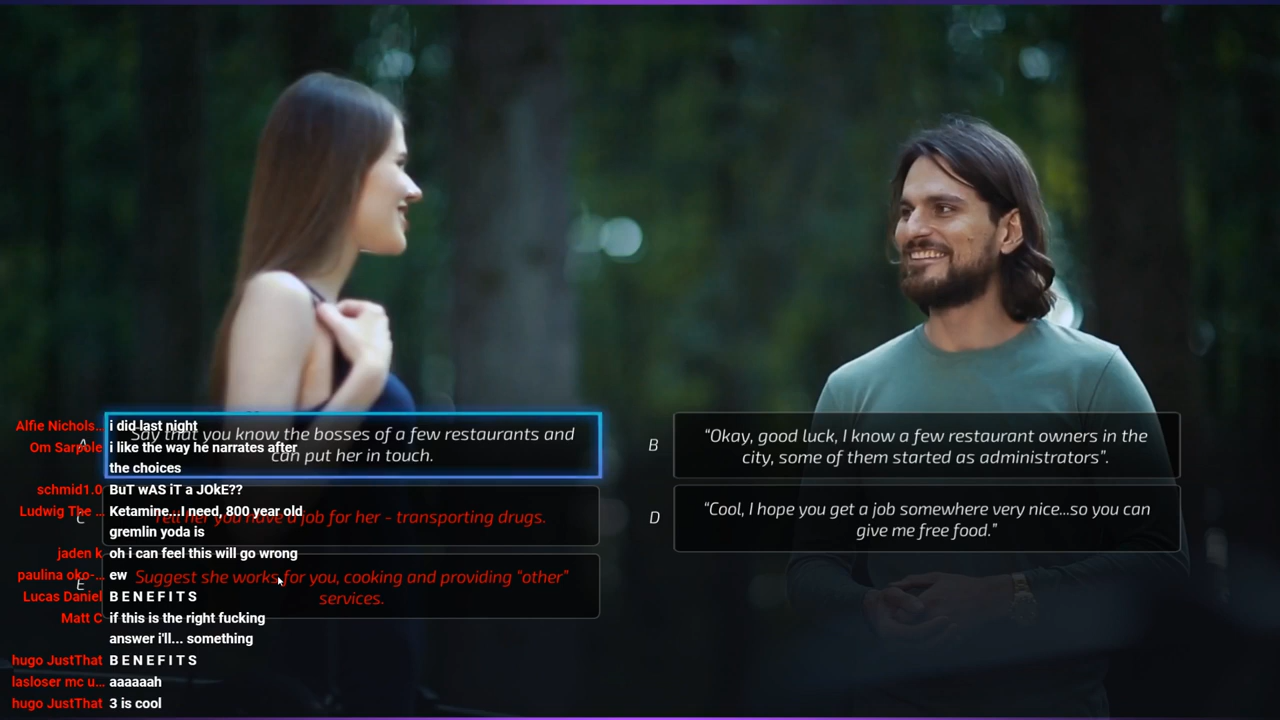 Alfie Nichols... i did last night
Om Sarpole i like the way he narrates after
the choices
schmid1.0 BuT wAS iT a JOkE??
Ludwig The ... Ketamine...I need, 800 year old
gremlin yoda is
jaden k oh i can feel this will go wrong
paulina oko-... ew
Lucas Daniel B E N E F I T S
Matt C if this is the right fucking
answer i'll... something
hugo JustThat B E N E F I T S
lasloser mc u... aaaaaah
hugo JustThat 3 is cool
A
Say that you know the bosses of a few restaurants and
can put her in touch.
B
“Okay, good luck, I know a few restaurant owners in the
city, some of them started as administrators”.
C
Tell her you have a job for her - transporting drugs.
D
“Cool, I hope you get a job somewhere very nice...so you can
give me free food.”
E
Suggest she works for you, cooking and providing “other”
services.